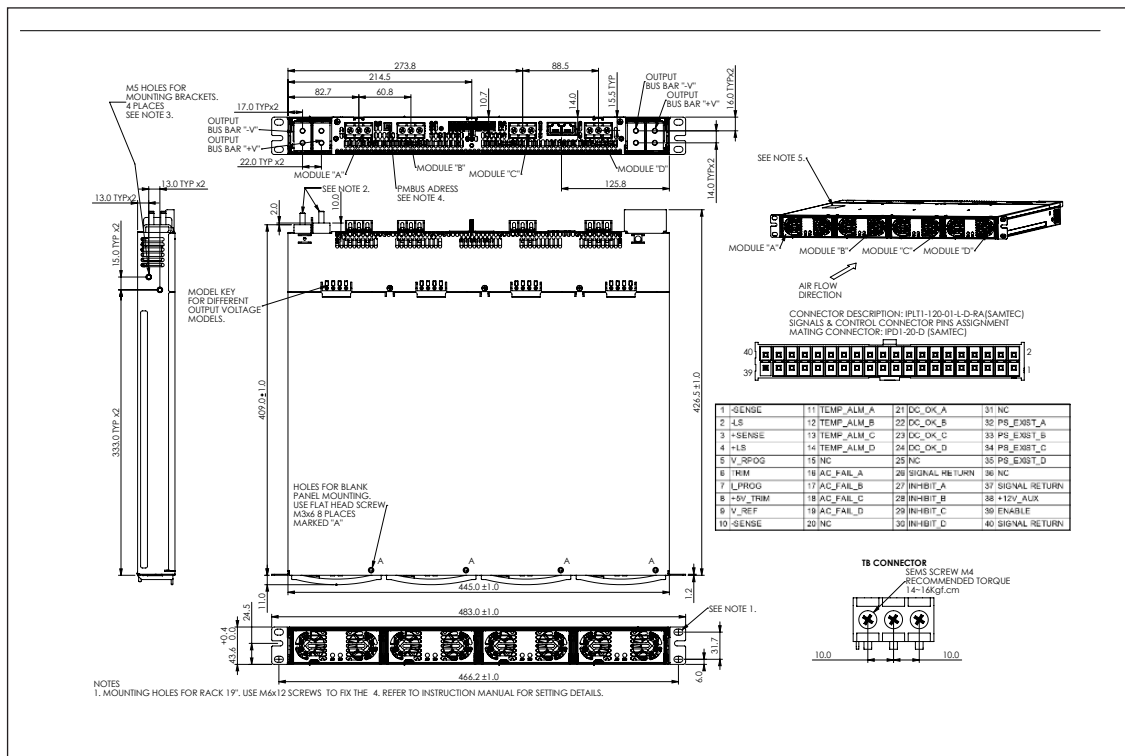 273.8
88.5
214.5
82.7
60.8
10.7
14.0
15.5 TYP
16.0 TYPx2
M5 HOLES FOR
MOUNTING BRACKETS.
4 PLACES
SEE NOTE 3.
17.0 TYPx2
OUTPUT
BUS BAR "-V"
OUTPUT
BUS BAR "+V"
OUTPUT
BUS BAR "-V"
OUTPUT
BUS BAR "+V"
22.0 TYP x2
MODULE "A"
MODULE "B"
MODULE "C"
MODULE "D"
PMBUS ADRESS
SEE NOTE 4.
125.8
14.0 TYPx2
SEE NOTE 5.
13.0 TYP x2
13.0 TYPx2
15.0 TYP x2
333.0 TYP x2
SEE NOTE 2.
2.0
10.0
MODEL KEY
FOR DIFFERENT
OUTPUT VOLTAGE
MODELS.
409.0±1.0
426.5±1.0
MODULE "A"
MODULE "B"
MODULE "C"
MODULE "D"
AIR FLOW
DIRECTION
CONNECTOR DESCRIPTION: IPLT1-120-01-L-D-RA(SAMTEC)
SIGNALS & CONTROL CONNECTOR PINS ASSIGNMENT
MATING CONNECTOR: IPD1-20-D (SAMTEC)
40 2
39 1
1 -SENSE 11 TEMP_ALM_A 21 DC_OK_A 31 NC
2 -LS 12 TEMP_ALM_B 22 DC_OK_B 32 PS_EXIST_A
3 +SENSE 13 TEMP_ALM_C 23 DC_OK_C 33 PS_EXIST_B
4 +LS 14 TEMP_ALM_D 24 DC_OK_D 34 PS_EXIST_C
5 V_RPOG 15 NC 25 NC 35 PS_EXIST_D
6 TRIM 16 AC_FAIL_A 26 SIGNAL RETURN 36 NC
7 I_PROG 17 AC_FAIL_B 27 INHIBIT_A 37 SIGNAL RETURN
8 +5V_TRIM 18 AC_FAIL_C 28 INHIBIT_B 38 +12V_AUX
9 V_REF 19 AC_FAIL_D 29 INHIBIT_C 39 ENABLE
10 -SENSE 20 NC 30 INHIBIT_D 40 SIGNAL RETURN
HOLES FOR BLANK
PANEL MOUNTING.
USE FLAT HEAD SCREW
M3x6 8 PLACES
MARKED "A"
A A A A
11.0
445.0±1.0
1.2
483.0±1.0
SEE NOTE 1.
24.5
+0.4
0.0
43.6
31.7
6.0
466.2±1.0
TB CONNECTOR
SEMS SCREW M4
RECOMMENDED TORQUE
14~16Kgf.cm
10.0 10.0
NOTES
1. MOUNTING HOLES FOR RACK 19". USE M6x12 SCREWS TO FIX THE 4. REFER TO INSTRUCTION MANUAL FOR SETTING DETAILS.